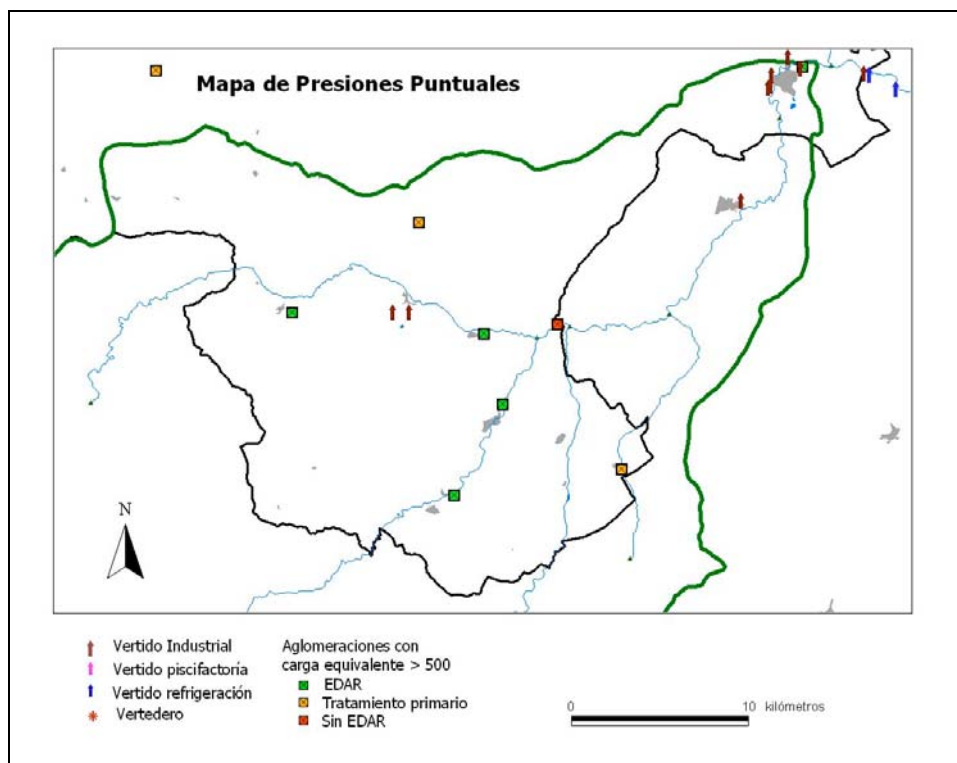 Mapa de Presiones Puntuales
N
Vertido Industrial
Vertido piscifactoría
Vertido refrigeración
Vertedero
Aglomeraciones con
carga equivalente > 500
EDAR
Tratamiento primario
Sin EDAR
0 10 kilómetros